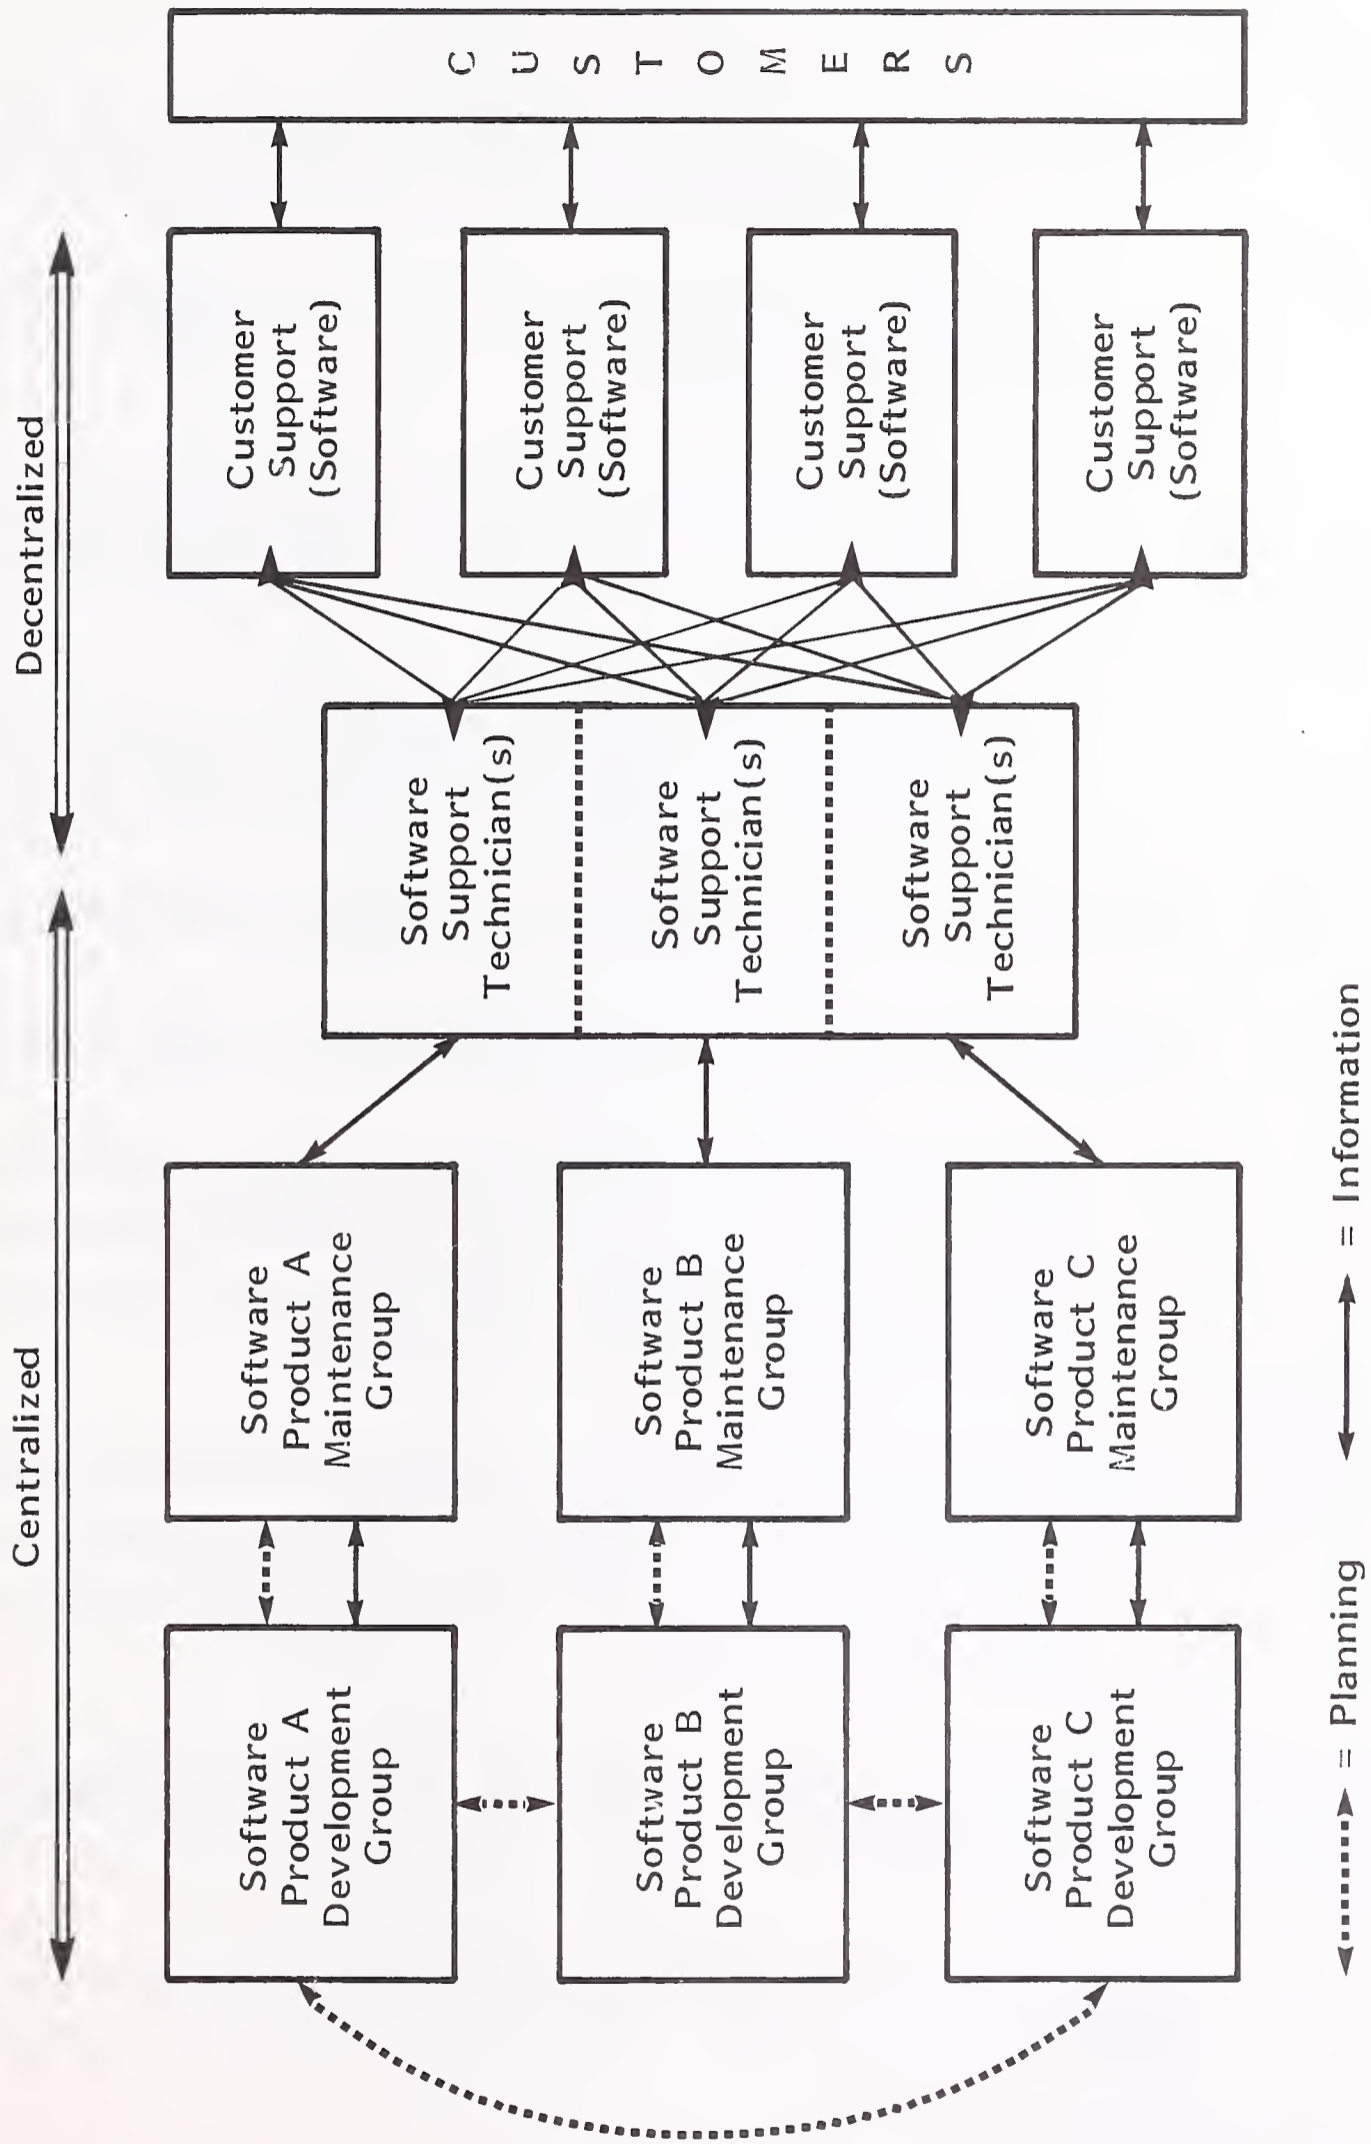 Centralized
Decentralized
Software
Product A
Development
Group
Software
Product A
Maintenance
Group
Software
Support
Technician(s)
Customer
Support
(Software)
Software
Product B
Development
Group
Software
Product B
Maintenance
Group
Software
Support
Technician(s)
Customer
Support
(Software)
Software
Product C
Development
Group
Software
Product C
Maintenance
Group
Software
Support
Technician(s)
Customer
Support
(Software)
Customer
Support
(Software)
C U S T O M E R S
= Planning
= Information